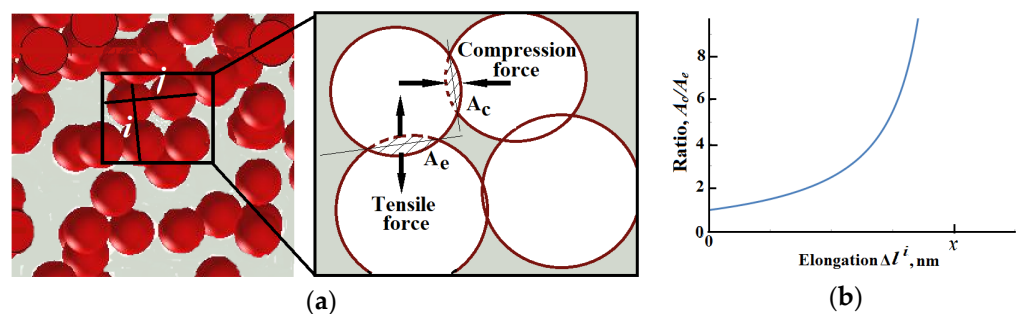 j
i
Compression
force
A_c
A_e
Tensile
force
(a)
Ratio, A_c/A_e
8
6
4
2
0
0
x
Elongation Δl^i, nm
(b)